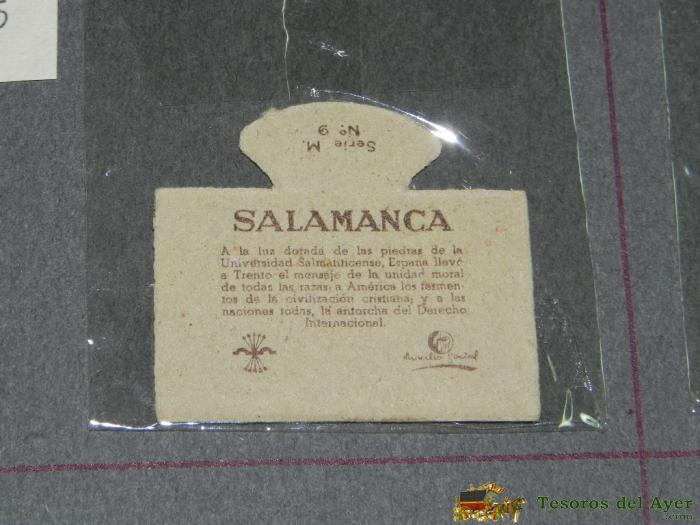 Serie M.
Nº 9
SALAMANCA
A la luz dorada de las piedras de la
Universidad Salmanticense, España llevó
a Trento el mensaje de la unidad moral
de todas las razas; a América los fermen-
tos de la civilización cristiana; y a las
naciones todas, la antorcha del Derecho
Internacional.
Auxilio Social
Tesoros del Ayer
.com